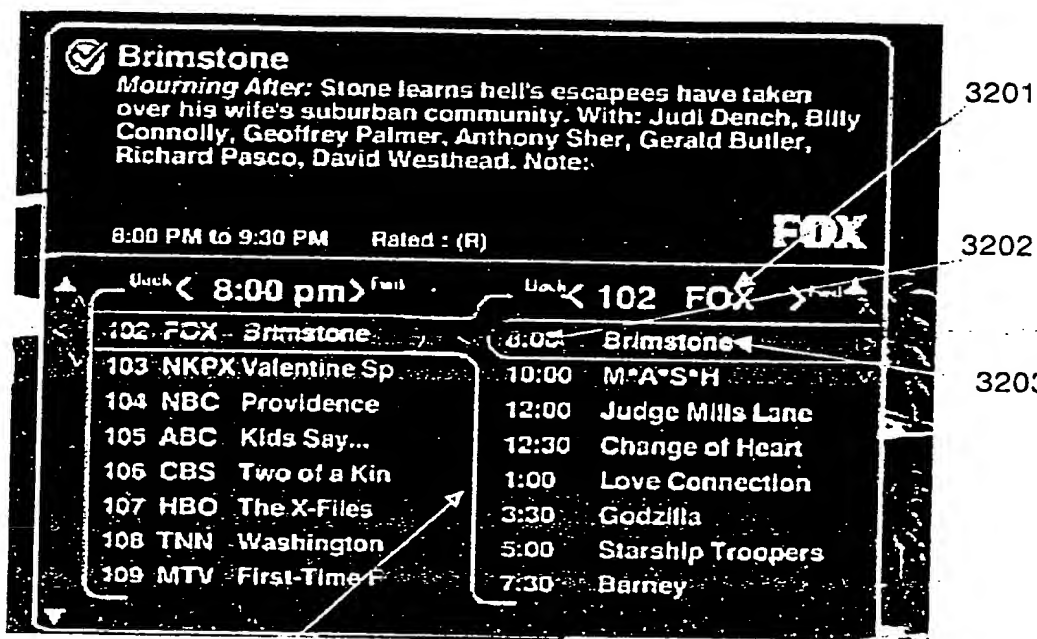 Brimstone
Mourning After: Stone learns hell's escapees have taken
over his wife's suburban community. With: Judi Dench, Billy
Connolly, Geoffrey Palmer, Anthony Sher, Gerald Butler,
Richard Pasco, David Westhead. Note:
8:00 PM to 9:30 PM Rated : (R)
FOX
Back < 8:00 pm > Fwd
102 FOX Brimstone
103 NKPX Valentine Sp
104 NBC Providence
105 ABC Kids Say...
106 CBS Two of a Kin
107 HBO The X-Files
108 TNN Washington
109 MTV First-Time F
Back < 102 FOX > Fwd
8:00 Brimstone
10:00 M*A*S*H
12:00 Judge Mills Lane
12:30 Change of Heart
1:00 Love Connection
3:30 Godzilla
5:00 Starship Troopers
7:30 Barney
3201
3202
3203